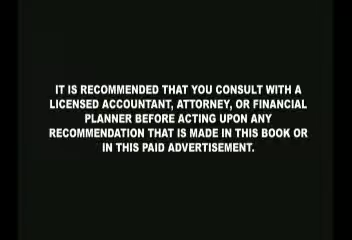 IT IS RECOMMENDED THAT YOU CONSULT WITH A
LICENSED ACCOUNTANT, ATTORNEY, OR FINANCIAL
PLANNER BEFORE ACTING UPON ANY
RECOMMENDATION THAT IS MADE IN THIS BOOK OR
IN THIS PAID ADVERTISEMENT.